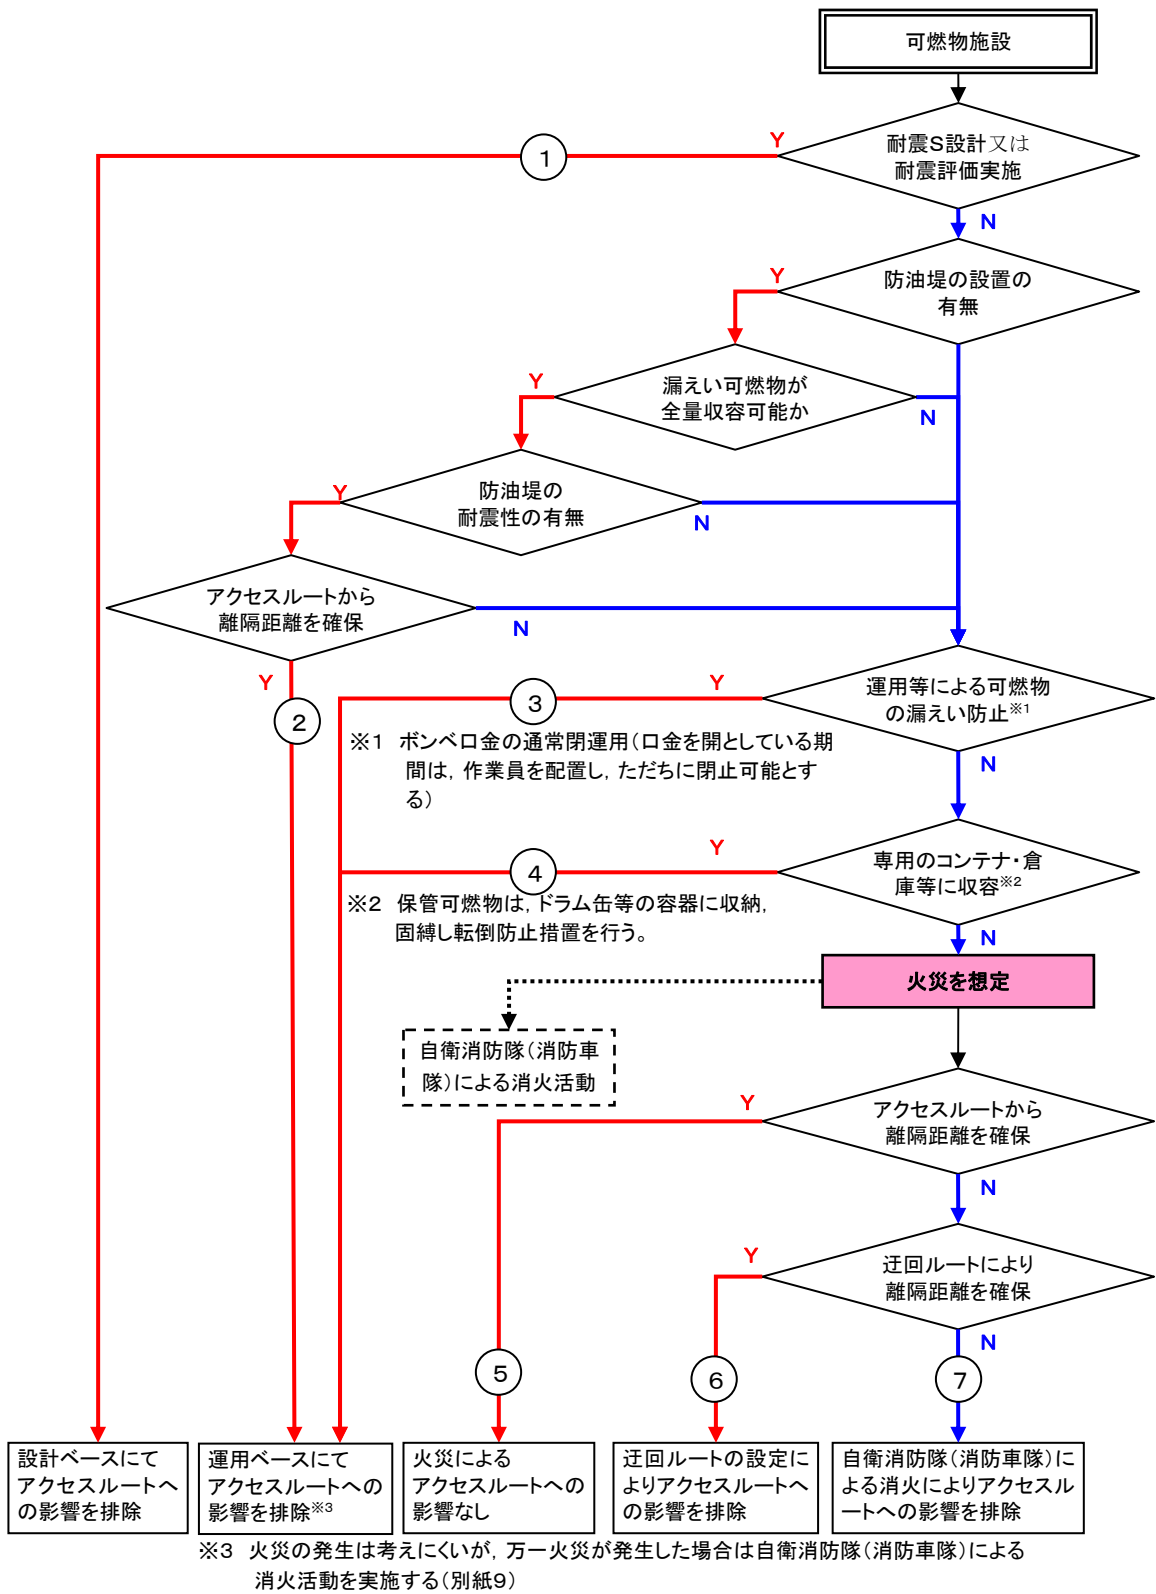 可燃物施設
耐震S設計又は
耐震評価実施
Y
①
N
防油堤の設置の
有無
Y
漏えい可燃物が
全量収容可能か
Y
N
防油堤の
耐震性の有無
Y
N
アクセスルートから
離隔距離を確保
N
Y
②
運用等による可燃物
の漏えい防止※1
Y
③
※1 ボンベ口金の通常閉運用(口金を開としている期
間は,作業員を配置し,ただちに閉止可能とす
る)
N
専用のコンテナ・倉
庫等に収容※2
Y
④
※2 保管可燃物は,ドラム缶等の容器に収納,
固縛し転倒防止措置を行う。
N
火災を想定
自衛消防隊(消防車
隊)による消火活動
アクセスルートから
離隔距離を確保
Y
N
迂回ルートにより
離隔距離を確保
Y
N
⑤
⑥
⑦
設計ベースにて
アクセスルートへ
の影響を排除
運用ベースにて
アクセスルートへの
影響を排除※3
火災による
アクセスルートへの
影響なし
迂回ルートの設定に
よりアクセスルートへ
の影響を排除
自衛消防隊(消防車隊)に
よる消火によりアクセスル
ートへの影響を排除
※3 火災の発生は考えにくいが,万一火災が発生した場合は自衛消防隊(消防車隊)による
消火活動を実施する(別紙9)